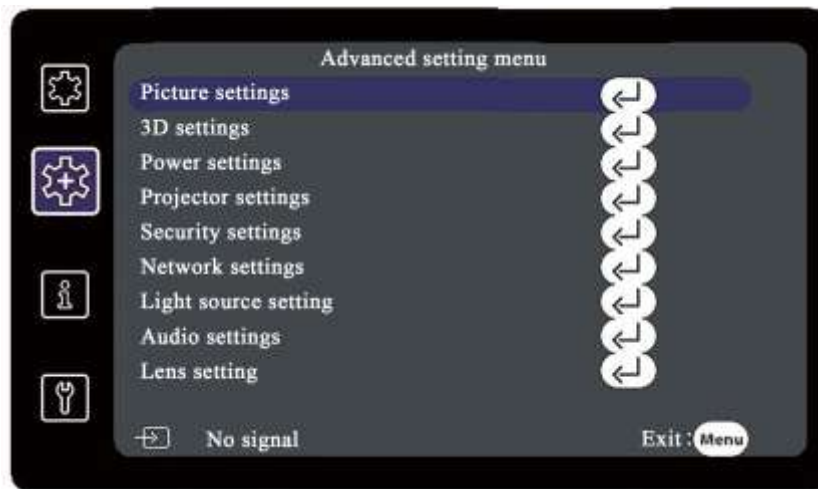 Advanced setting menu
Picture settings
3D settings
Power settings
Projector settings
Security settings
Network settings
Light source setting
Audio settings
Lens setting
No signal
Exit : Menu